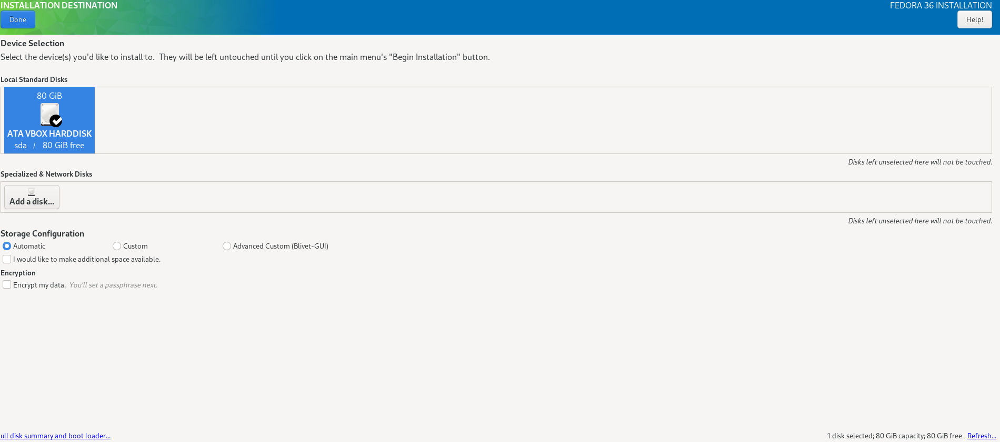 INSTALLATION DESTINATION
FEDORA 36 INSTALLATION
Done
Help!
Device Selection
Select the device(s) you'd like to install to. They will be left untouched until you click on the main menu's "Begin Installation" button.
Local Standard Disks
80 GiB
ATA VBOX HARDDISK
sda / 80 GiB free
Disks left unselected here will not be touched.
Specialized & Network Disks
Add a disk...
Disks left unselected here will not be touched.
Storage Configuration
Automatic Custom Advanced Custom (Blivet-GUI)
I would like to make additional space available.
Encryption
Encrypt my data. You'll set a passphrase next.
ull disk summary and boot loader...
1 disk selected; 80 GiB capacity; 80 GiB free Refresh...